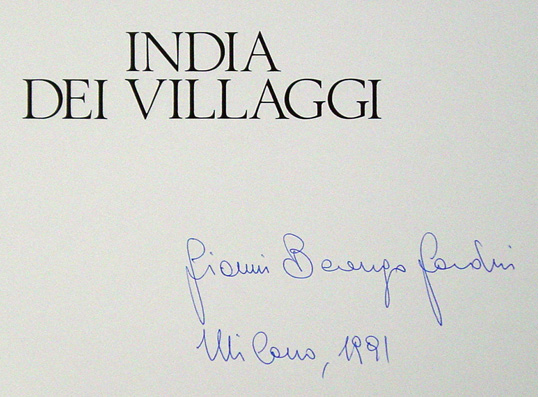 INDIA
DEI VILLAGGI
Gianni Berengo Gardin
Milano, 1991